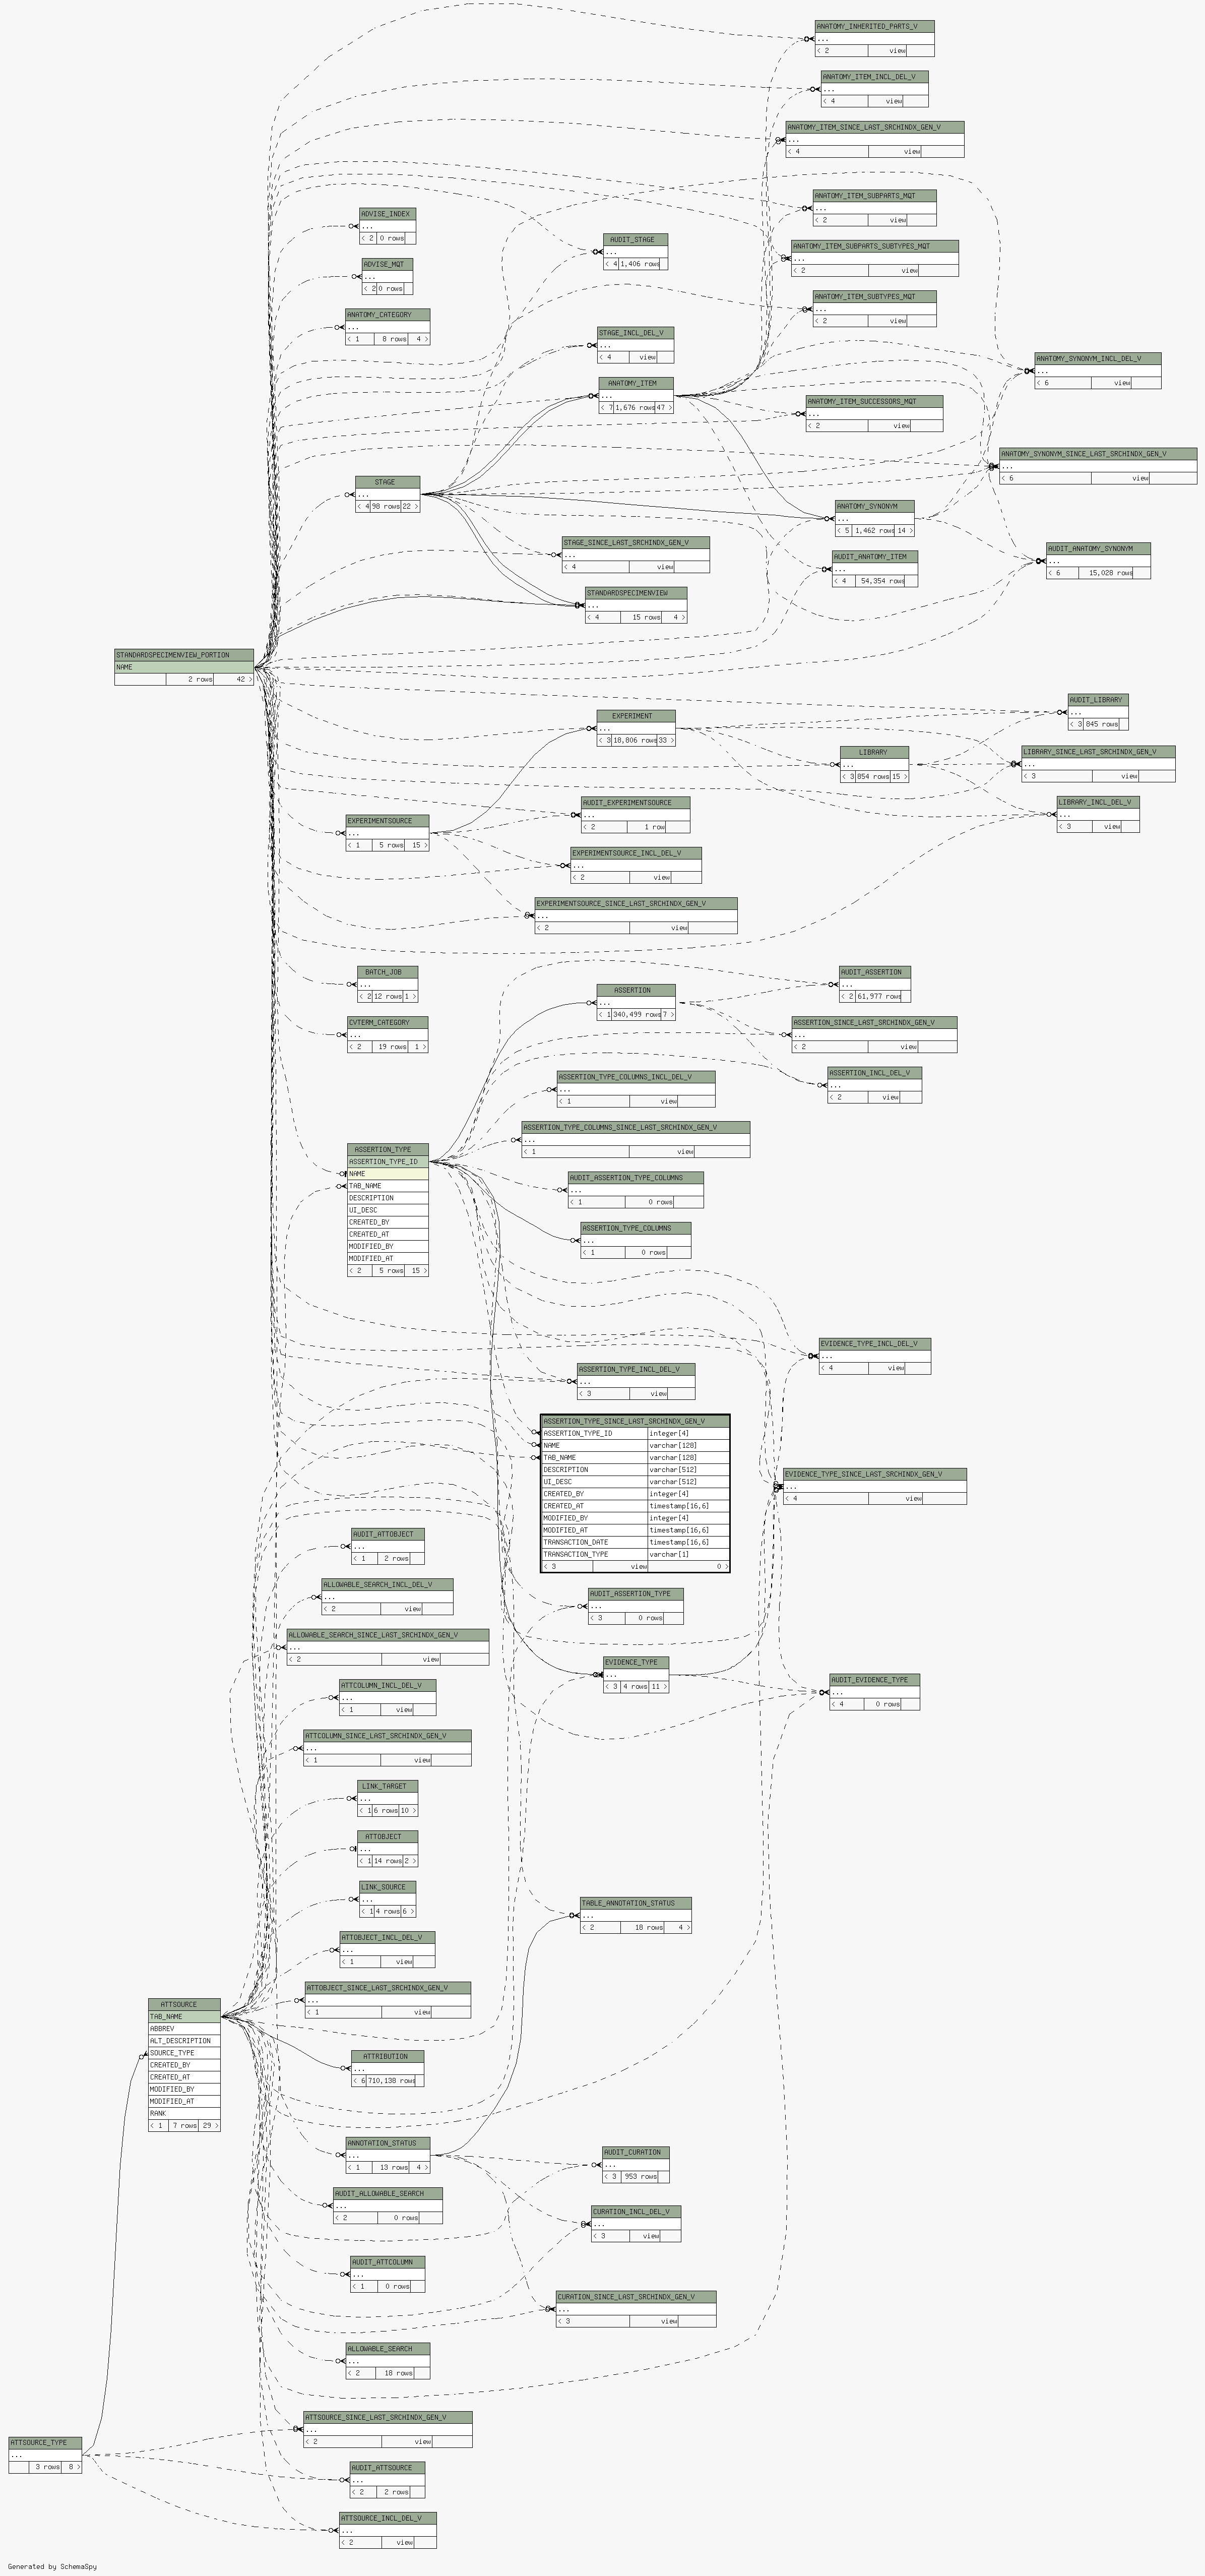 ANATOMY_INHERITED_PARTS_V
...
< 2 view
ANATOMY_ITEM_INCL_DEL_V
...
< 4 view
ANATOMY_ITEM_SINCE_LAST_SRCHINDX_GEN_V
...
< 4 view
ANATOMY_ITEM_SUBPARTS_MQT
...
< 2 view
ADVISE_INDEX
...
< 2 0 rows
AUDIT_STAGE
...
< 4 1,406 rows
ANATOMY_ITEM_SUBPARTS_SUBTYPES_MQT
...
< 2 view
ADVISE_MQT
...
< 2 0 rows
ANATOMY_ITEM_SUBTYPES_MQT
...
< 2 view
ANATOMY_CATEGORY
...
< 1 8 rows 4 >
STAGE_INCL_DEL_V
...
< 4 view
ANATOMY_SYNONYM_INCL_DEL_V
...
< 6 view
ANATOMY_ITEM
...
< 7 1,676 rows 47 >
ANATOMY_ITEM_SUCCESSORS_MQT
...
< 2 view
ANATOMY_SYNONYM_SINCE_LAST_SRCHINDX_GEN_V
...
< 6 view
STAGE
...
< 4 98 rows 22 >
ANATOMY_SYNONYM
...
< 5 1,462 rows 14 >
STAGE_SINCE_LAST_SRCHINDX_GEN_V
...
< 4 view
AUDIT_ANATOMY_SYNONYM
...
< 6 15,028 rows
AUDIT_ANATOMY_ITEM
...
< 4 54,354 rows
STANDARDSPECIMENVIEW
...
< 4 15 rows 4 >
STANDARDSPECIMENVIEW_PORTION
NAME
2 rows 42 >
AUDIT_LIBRARY
...
< 3 845 rows
EXPERIMENT
...
< 3 18,806 rows 33 >
LIBRARY
...
< 3 854 rows 15 >
LIBRARY_SINCE_LAST_SRCHINDX_GEN_V
...
< 3 view
AUDIT_EXPERIMENTSOURCE
...
< 2 1 row
LIBRARY_INCL_DEL_V
...
< 3 view
EXPERIMENTSOURCE
...
< 1 5 rows 15 >
EXPERIMENTSOURCE_INCL_DEL_V
...
< 2 view
EXPERIMENTSOURCE_SINCE_LAST_SRCHINDX_GEN_V
...
< 2 view
BATCH_JOB
...
< 2 12 rows 1 >
AUDIT_ASSERTION
...
< 2 61,977 rows
ASSERTION
...
< 1 340,499 rows 7 >
CVTERM_CATEGORY
...
< 2 19 rows 1 >
ASSERTION_SINCE_LAST_SRCHINDX_GEN_V
...
< 2 view
ASSERTION_INCL_DEL_V
...
< 2 view
ASSERTION_TYPE_COLUMNS_INCL_DEL_V
...
< 1 view
ASSERTION_TYPE_COLUMNS_SINCE_LAST_SRCHINDX_GEN_V
...
< 1 view
ASSERTION_TYPE
ASSERTION_TYPE_ID
NAME
TAB_NAME
DESCRIPTION
UI_DESC
CREATED_BY
CREATED_AT
MODIFIED_BY
MODIFIED_AT
< 2 5 rows 15 >
AUDIT_ASSERTION_TYPE_COLUMNS
...
< 1 0 rows
ASSERTION_TYPE_COLUMNS
...
< 1 0 rows
EVIDENCE_TYPE_INCL_DEL_V
...
< 4 view
ASSERTION_TYPE_INCL_DEL_V
...
< 3 view
ASSERTION_TYPE_SINCE_LAST_SRCHINDX_GEN_V
ASSERTION_TYPE_ID integer[4]
NAME varchar[128]
TAB_NAME varchar[128]
DESCRIPTION varchar[512]
UI_DESC varchar[512]
CREATED_BY integer[4]
CREATED_AT timestamp[16,6]
MODIFIED_BY integer[4]
MODIFIED_AT timestamp[16,6]
TRANSACTION_DATE timestamp[16,6]
TRANSACTION_TYPE varchar[1]
< 3 view 0 >
EVIDENCE_TYPE_SINCE_LAST_SRCHINDX_GEN_V
...
< 4 view
AUDIT_ATTOBJECT
...
< 1 2 rows
ALLOWABLE_SEARCH_INCL_DEL_V
...
< 2 view
AUDIT_ASSERTION_TYPE
...
< 3 0 rows
ALLOWABLE_SEARCH_SINCE_LAST_SRCHINDX_GEN_V
...
< 2 view
EVIDENCE_TYPE
...
< 3 4 rows 11 >
AUDIT_EVIDENCE_TYPE
...
< 4 0 rows
ATTCOLUMN_INCL_DEL_V
...
< 1 view
ATTCOLUMN_SINCE_LAST_SRCHINDX_GEN_V
...
< 1 view
LINK_TARGET
...
< 1 6 rows 10 >
ATTOBJECT
...
< 1 14 rows 2 >
LINK_SOURCE
...
< 1 4 rows 6 >
TABLE_ANNOTATION_STATUS
...
< 2 18 rows 4 >
ATTOBJECT_INCL_DEL_V
...
< 1 view
ATTOBJECT_SINCE_LAST_SRCHINDX_GEN_V
...
< 1 view
ATTSOURCE
TAB_NAME
ABBREV
ALT_DESCRIPTION
SOURCE_TYPE
CREATED_BY
CREATED_AT
MODIFIED_BY
MODIFIED_AT
RANK
< 1 7 rows 29 >
ATTRIBUTION
...
< 6 710,138 rows
ANNOTATION_STATUS
...
< 1 13 rows 4 >
AUDIT_CURATION
...
< 3 953 rows
AUDIT_ALLOWABLE_SEARCH
...
< 2 0 rows
CURATION_INCL_DEL_V
...
< 3 view
AUDIT_ATTCOLUMN
...
< 1 0 rows
CURATION_SINCE_LAST_SRCHINDX_GEN_V
...
< 3 view
ALLOWABLE_SEARCH
...
< 2 18 rows
ATTSOURCE_SINCE_LAST_SRCHINDX_GEN_V
...
< 2 view
ATTSOURCE_TYPE
...
3 rows 8 >
AUDIT_ATTSOURCE
...
< 2 2 rows
ATTSOURCE_INCL_DEL_V
...
< 2 view
Generated by SchemaSpy